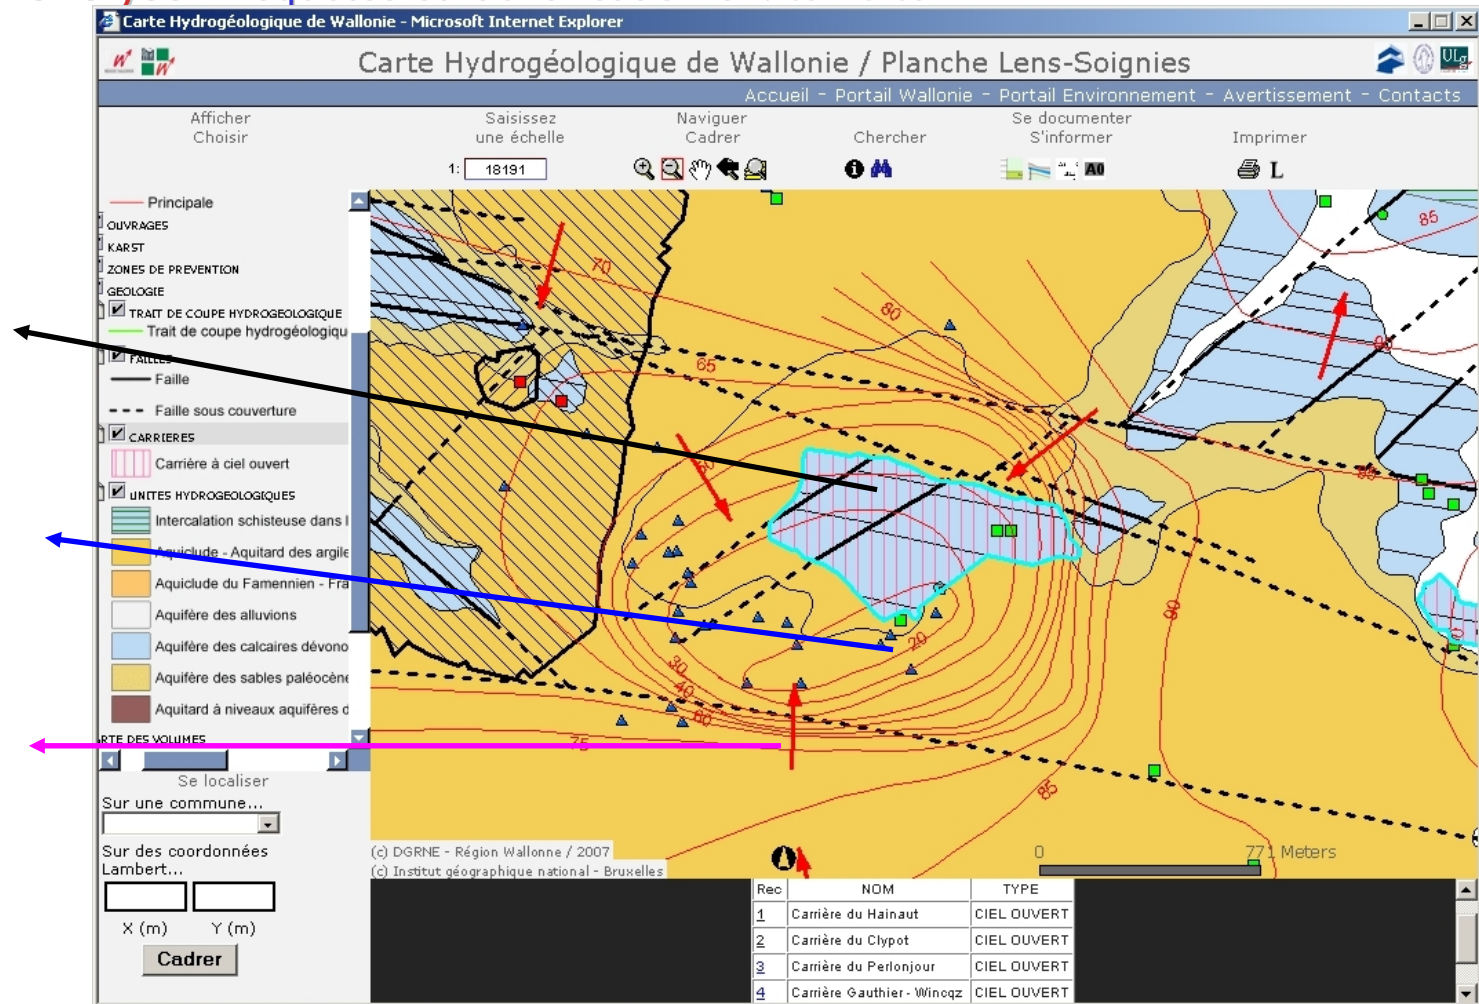 Carte Hydrogéologique de Wallonie - Microsoft Internet Explorer
Carte Hydrogéologique de Wallonie / Planche Lens-Soignies
ULg
Accueil - Portail Wallonie - Portail Environnement - Avertissement - Contacts
Afficher
Choisir
Saisissez
une échelle
Naviguer
Cadrer
Chercher
Se documenter
S'informer
Imprimer
1: 18191
A0
L
Principale
OUVRAGES
KARST
ZONES DE PREVENTION
GEOLOGIE
TRAIT DE COUPE HYDROGEOLOGIQUE
Trait de coupe hydrogéologiqu
FAILLES
Faille
Faille sous couverture
CARRIERES
Carrière à ciel ouvert
UNITES HYDROGEOLOGIQUES
Intercalation schisteuse dans l
Aquiclude - Aquitard des argile
Aquiclude du Famennien - Fra
Aquifère des alluvions
Aquifère des calcaires dévono
Aquifère des sables paléocène
Aquitard à niveaux aquifères d
RTE DES VOLUMES
Se localiser
Sur une commune...
Sur des coordonnées
Lambert...
X (m) Y (m)
Cadrer
70
80
85
65
90
20
30
40
60
75
85
(c) DGRNE - Région Wallonne / 2007
(c) Institut géographique national - Bruxelles
0 771 Meters
Rec NOM TYPE
1 Carrière du Hainaut CIEL OUVERT
2 Carrière du Clypot CIEL OUVERT
3 Carrière du Perlonjour CIEL OUVERT
4 Carrière Gauthier - Wincqz CIEL OUVERT